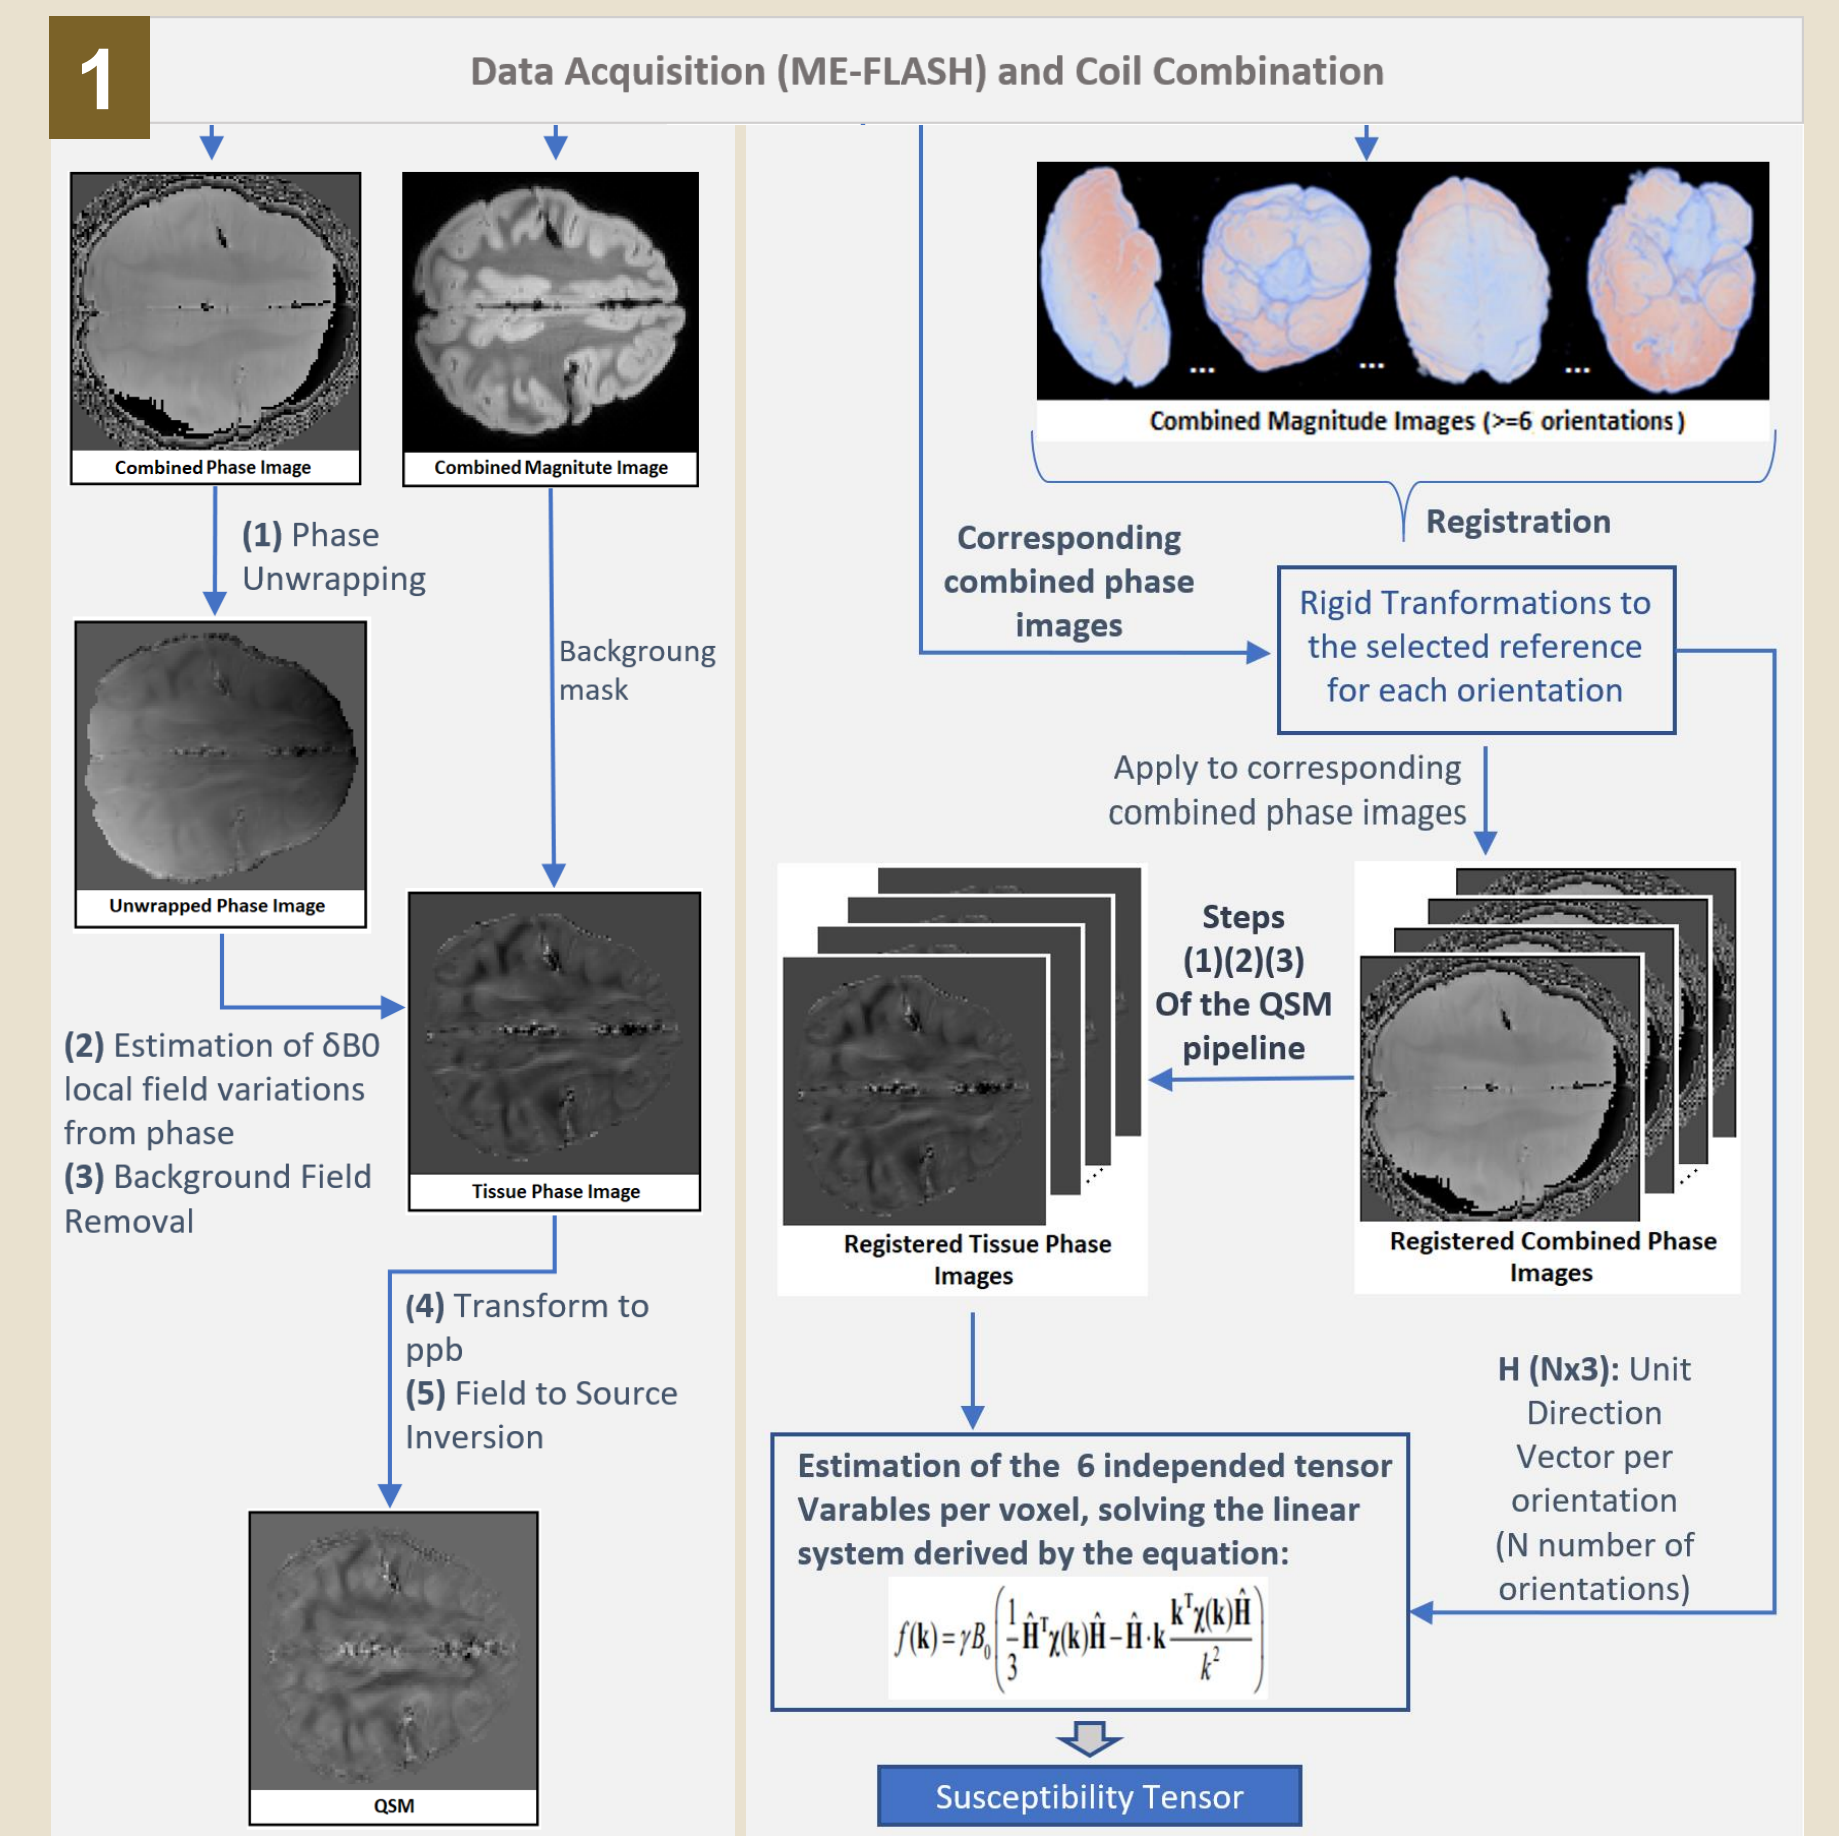 1
Data Acquisition (ME-FLASH) and Coil Combination
Combined Phase Image
Combined Magnitute Image
(1) Phase
Unwrapping
Backgroung
mask
Unwrapped Phase Image
(2) Estimation of δB0
local field variations
from phase
(3) Background Field
Removal
Tissue Phase Image
(4) Transform to
ppb
(5) Field to Source
Inversion
QSM
... ... ...
Combined Magnitude Images (>=6 orientations)
Registration
Corresponding
combined phase
images
Rigid Tranformations to
the selected reference
for each orientation
Apply to corresponding
combined phase images
Steps
(1)(2)(3)
Of the QSM
pipeline
Registered Tissue Phase
Images
Registered Combined Phase
Images
H (Nx3): Unit
Direction
Vector per
orientation
(N number of
orientations)
Estimation of the 6 independed tensor
Varables per voxel, solving the linear
system derived by the equation:
f(k) = γB₀ ( 1/3 Ĥᵀχ(k)Ĥ − Ĥ·k kᵀχ(k)Ĥ / k² )
Susceptibility Tensor